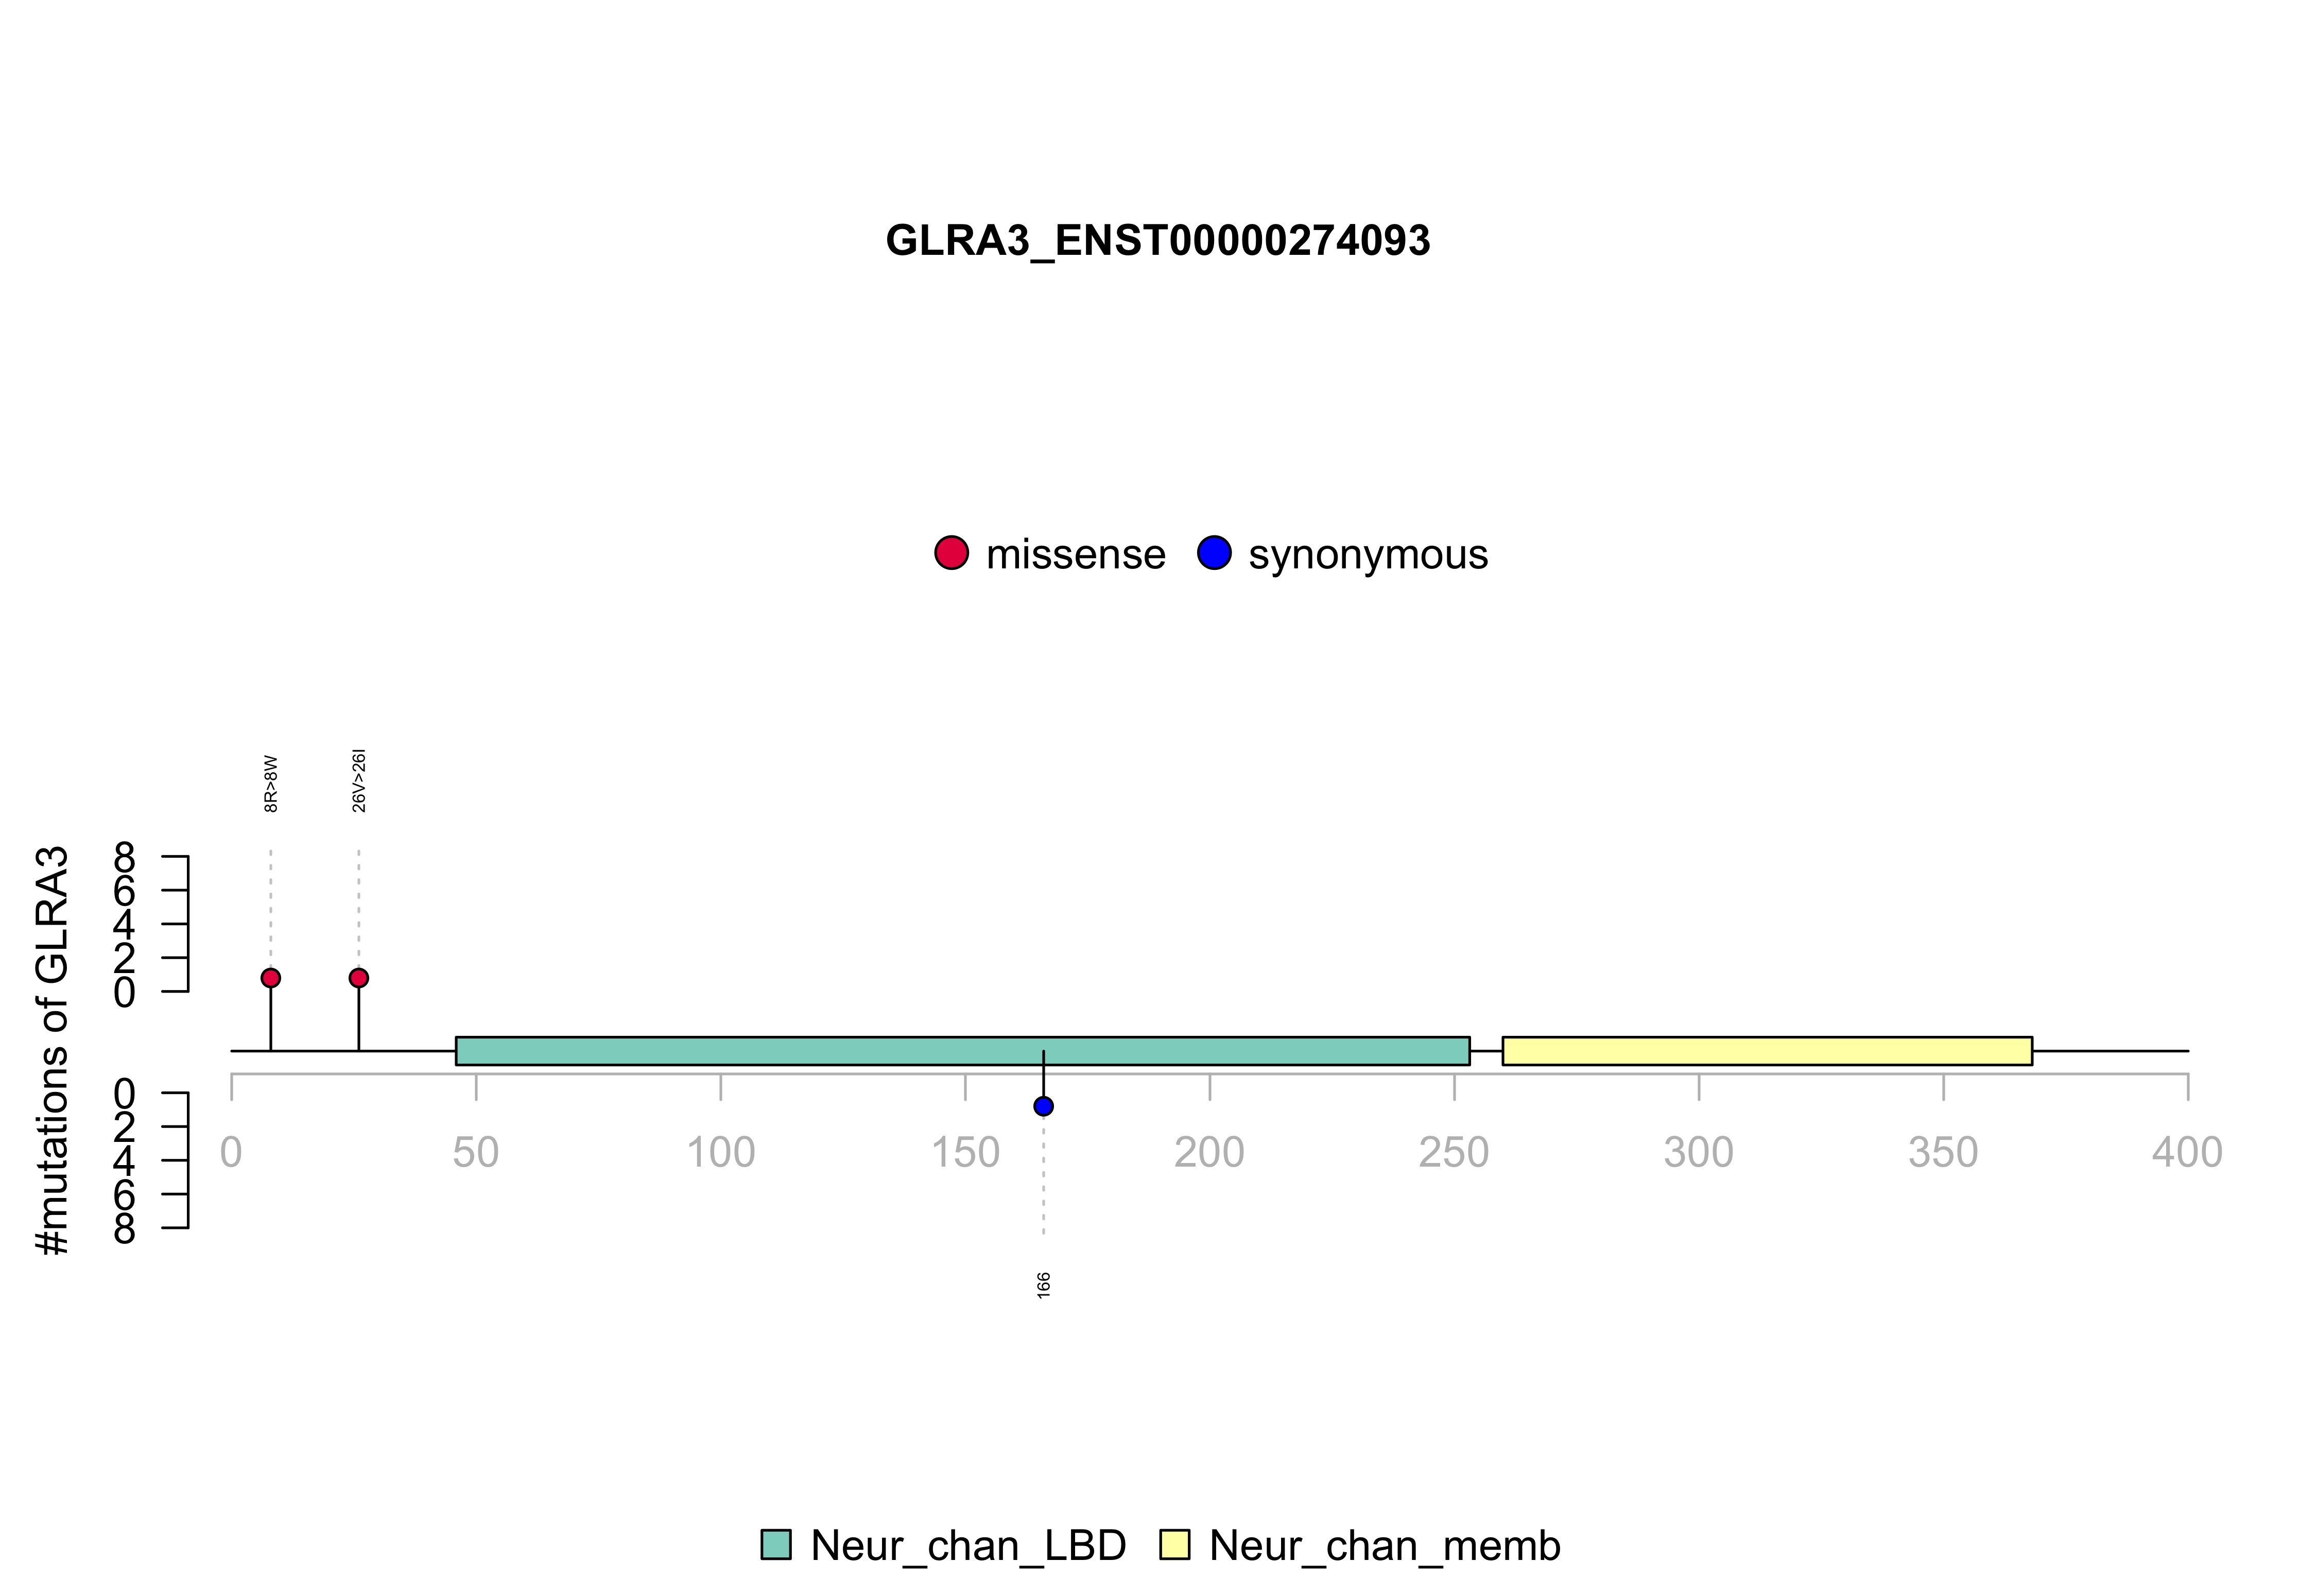 GLRA3_ENST00000274093
missense synonymous
8R>8W
26V>26I
#mutations of GLRA3
8
6
4
2
0
0
2
4
6
8
0 50 100 150 200 250 300 350 400
166
Neur_chan_LBD Neur_chan_memb